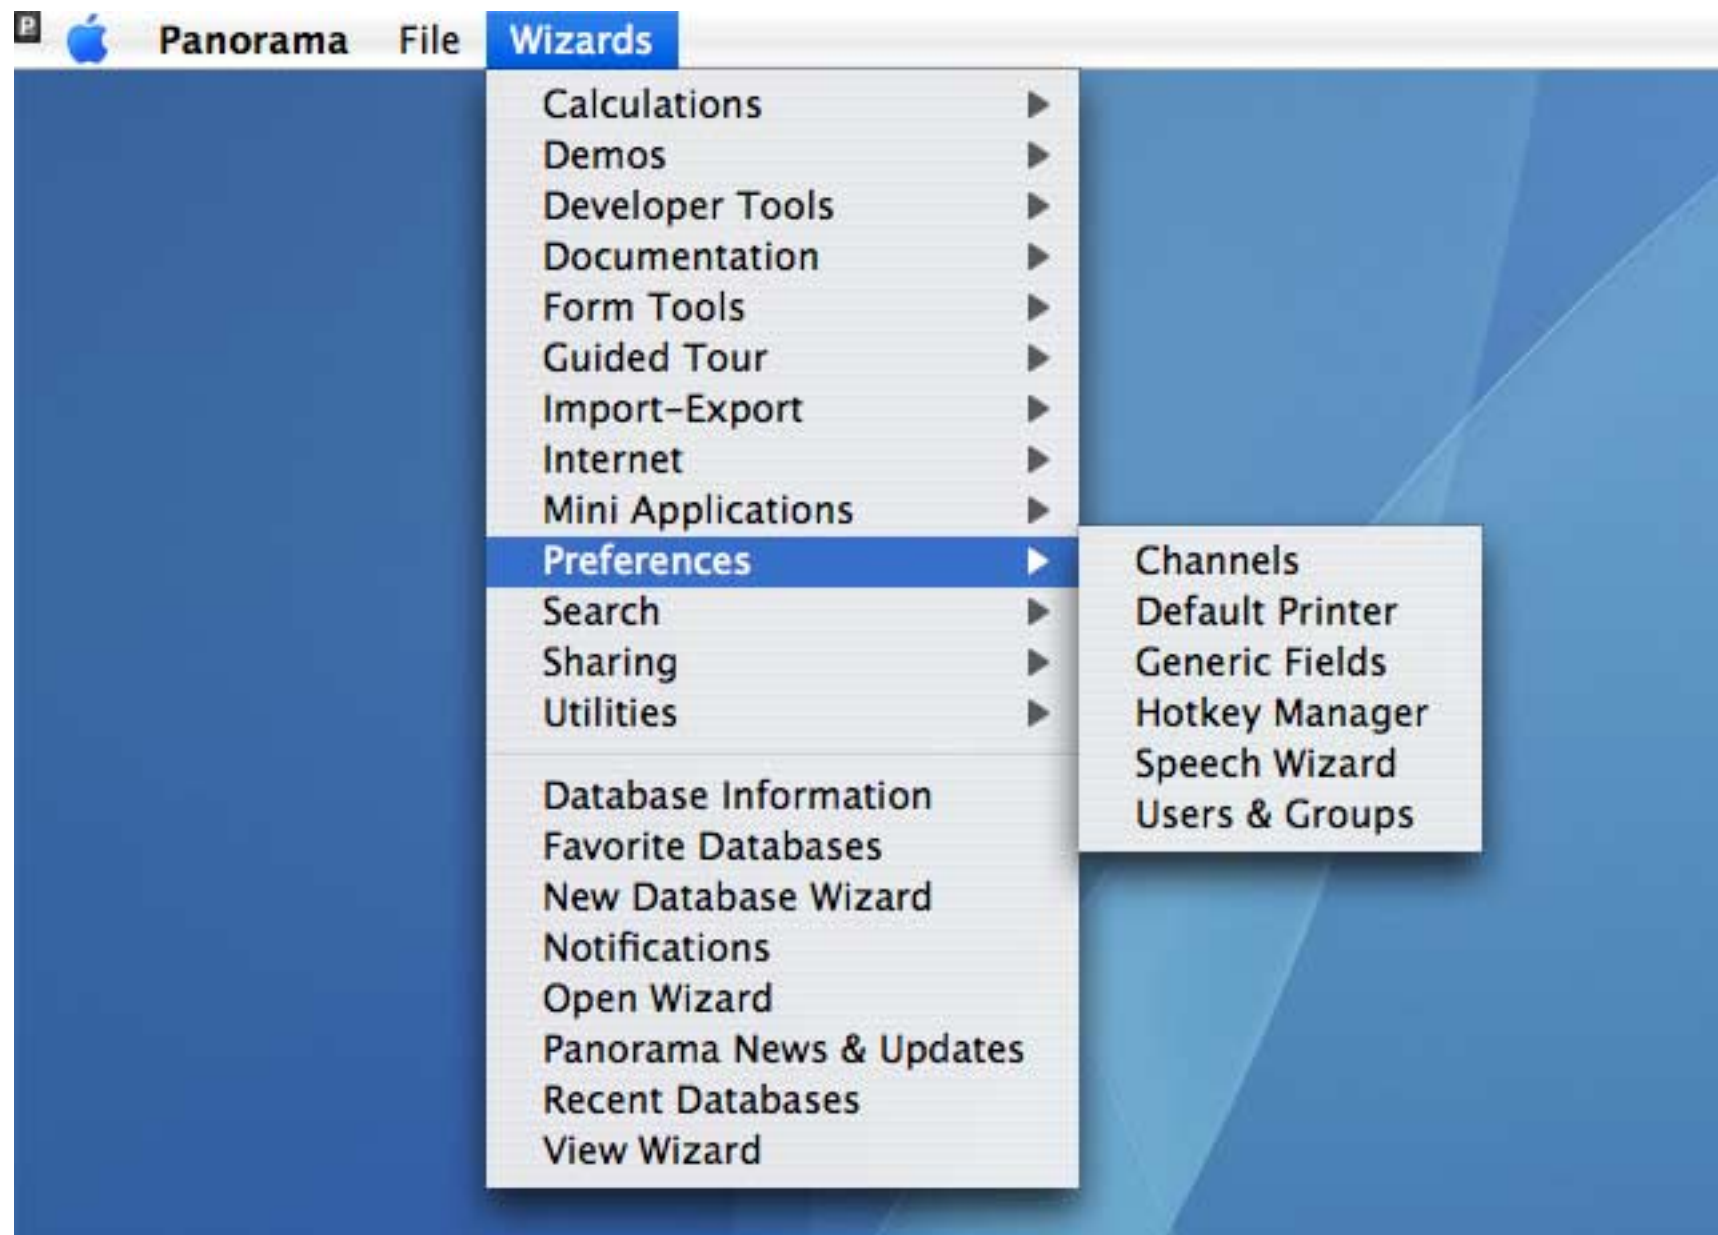 P
Panorama File Wizards
Calculations
Demos
Developer Tools
Documentation
Form Tools
Guided Tour
Import-Export
Internet
Mini Applications
Preferences
Search
Sharing
Utilities
Database Information
Favorite Databases
New Database Wizard
Notifications
Open Wizard
Panorama News & Updates
Recent Databases
View Wizard
Channels
Default Printer
Generic Fields
Hotkey Manager
Speech Wizard
Users & Groups